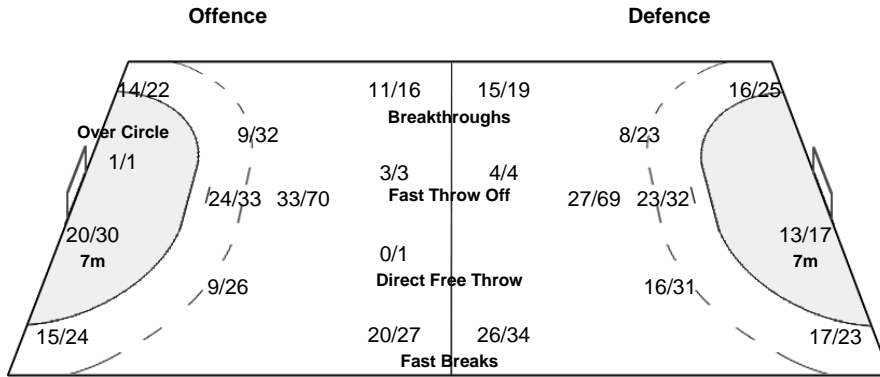 Offence Defence
14/22 11/16 15/19 16/25
Breakthroughs
Over Circle 9/32 8/23
1/1 3/3 4/4
Fast Throw Off
24/33 33/70 27/69 23/32
20/30 13/17
7m 7m
0/1
Direct Free Throw
9/26 16/31
15/24 20/27 26/34 17/23
Fast Breaks